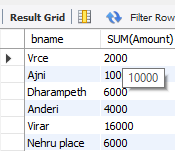 Result Grid Filter Row
bname SUM(Amount)
Vrce 2000
Ajni 100
10000
Dharampeth 6000
Anderi 4000
Virar 16000
Nehru place 6000